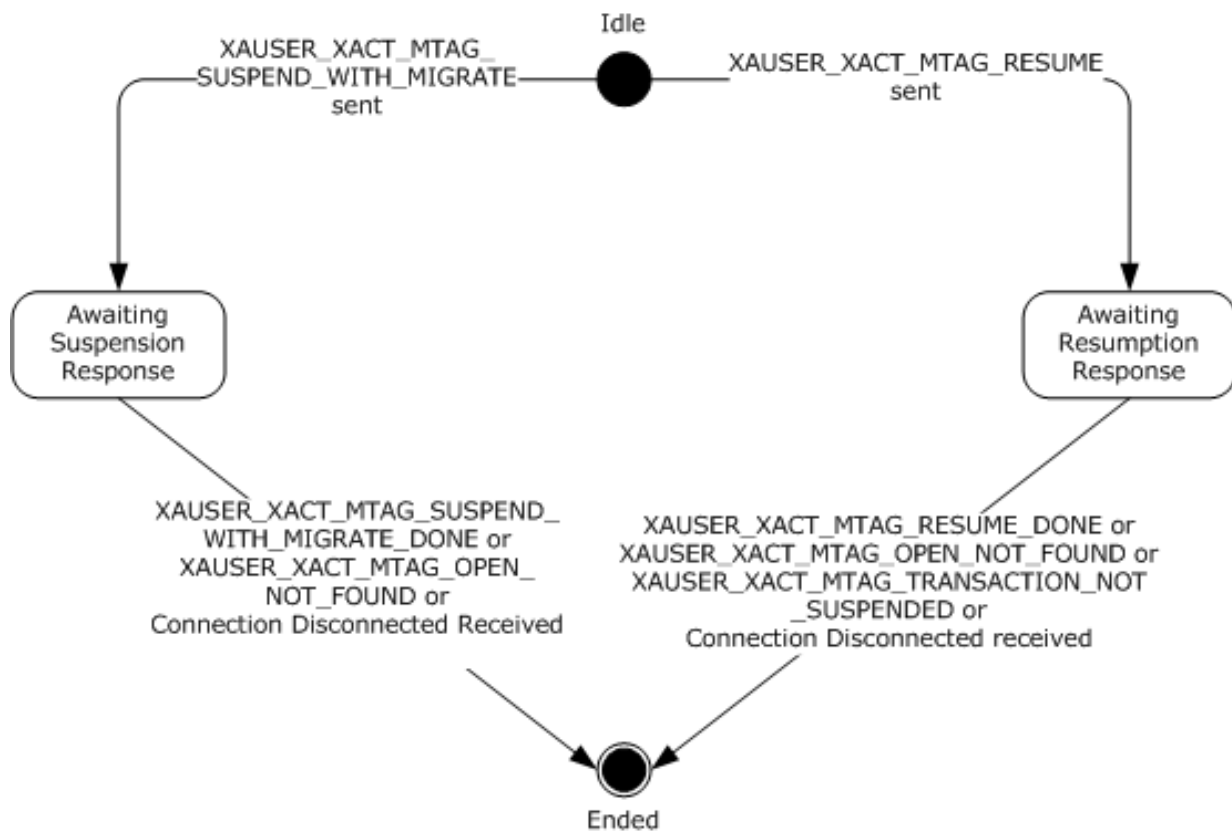 Idle
XAUSER_XACT_MTAG_
SUSPEND_WITH_MIGRATE
sent
XAUSER_XACT_MTAG_RESUME
sent
Awaiting
Suspension
Response
Awaiting
Resumption
Response
XAUSER_XACT_MTAG_SUSPEND_
WITH_MIGRATE_DONE or
XAUSER_XACT_MTAG_OPEN_
NOT_FOUND or
Connection Disconnected Received
XAUSER_XACT_MTAG_RESUME_DONE or
XAUSER_XACT_MTAG_OPEN_NOT_FOUND or
XAUSER_XACT_MTAG_TRANSACTION_NOT
_SUSPENDED or
Connection Disconnected received
Ended